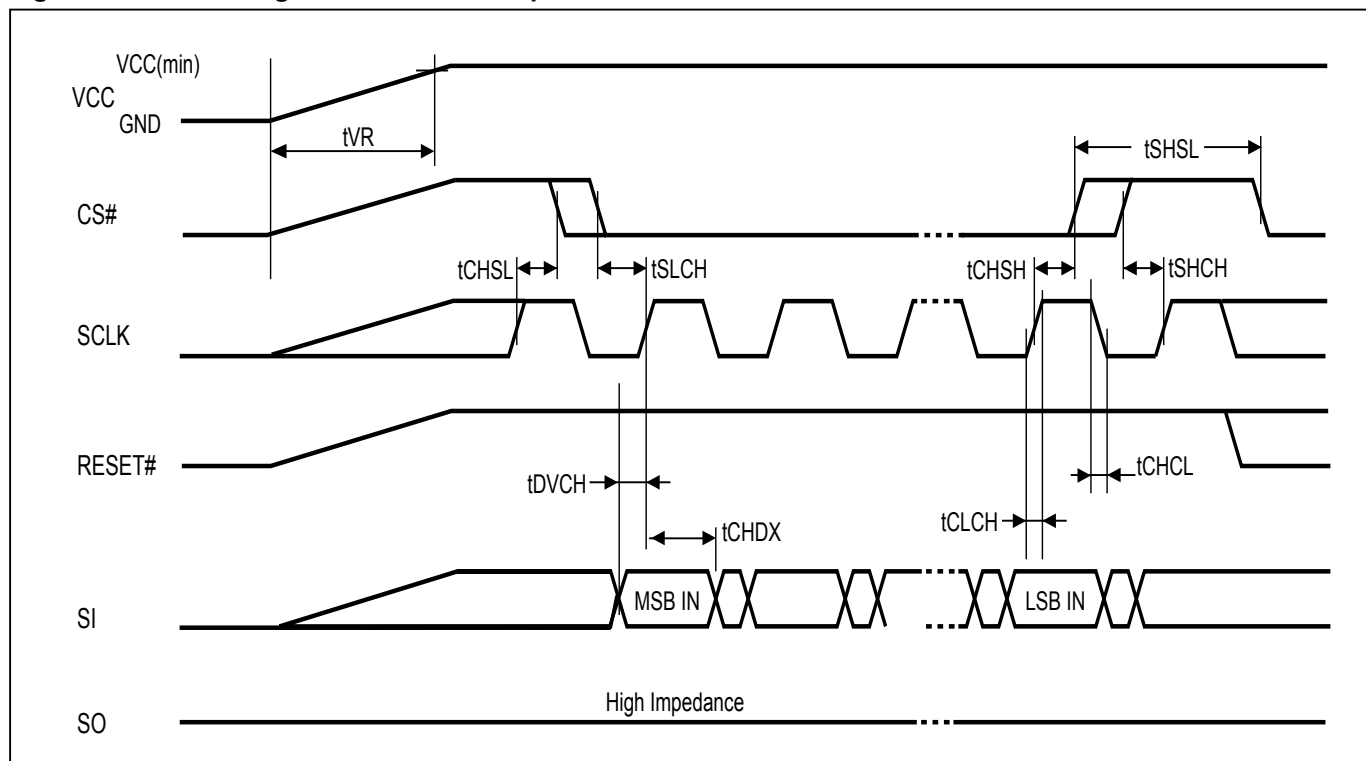 VCC(min)
VCC
GND
tVR
tSHSL
CS#
tCHSL
tSLCH
tCHSH
tSHCH
SCLK
RESET#
tDVCH
tCHCL
tCLCH
tCHDX
SI
MSB IN
LSB IN
High Impedance
SO